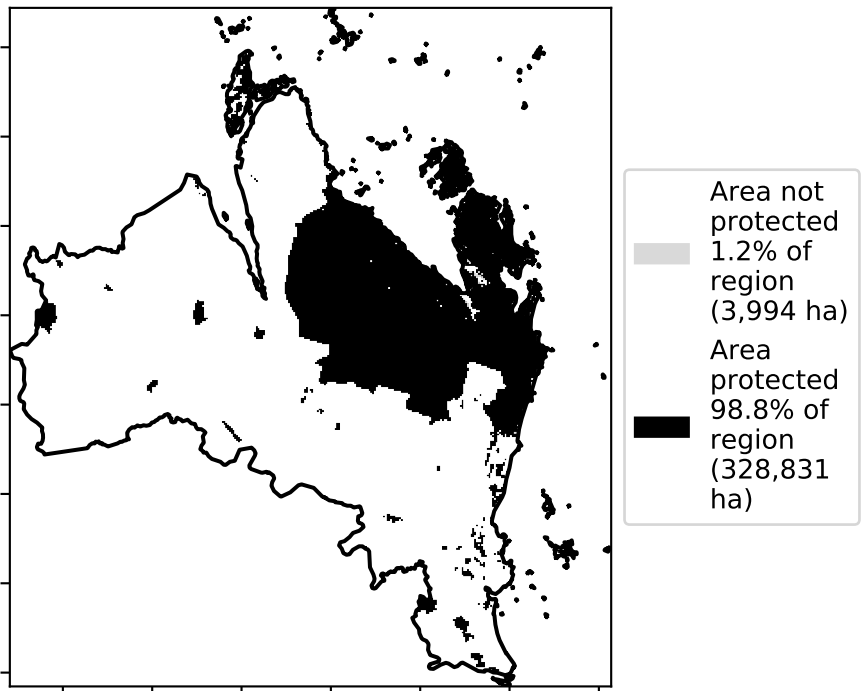 Area not
protected
1.2% of
region
(3,994 ha)
Area
protected
98.8% of
region
(328,831
ha)